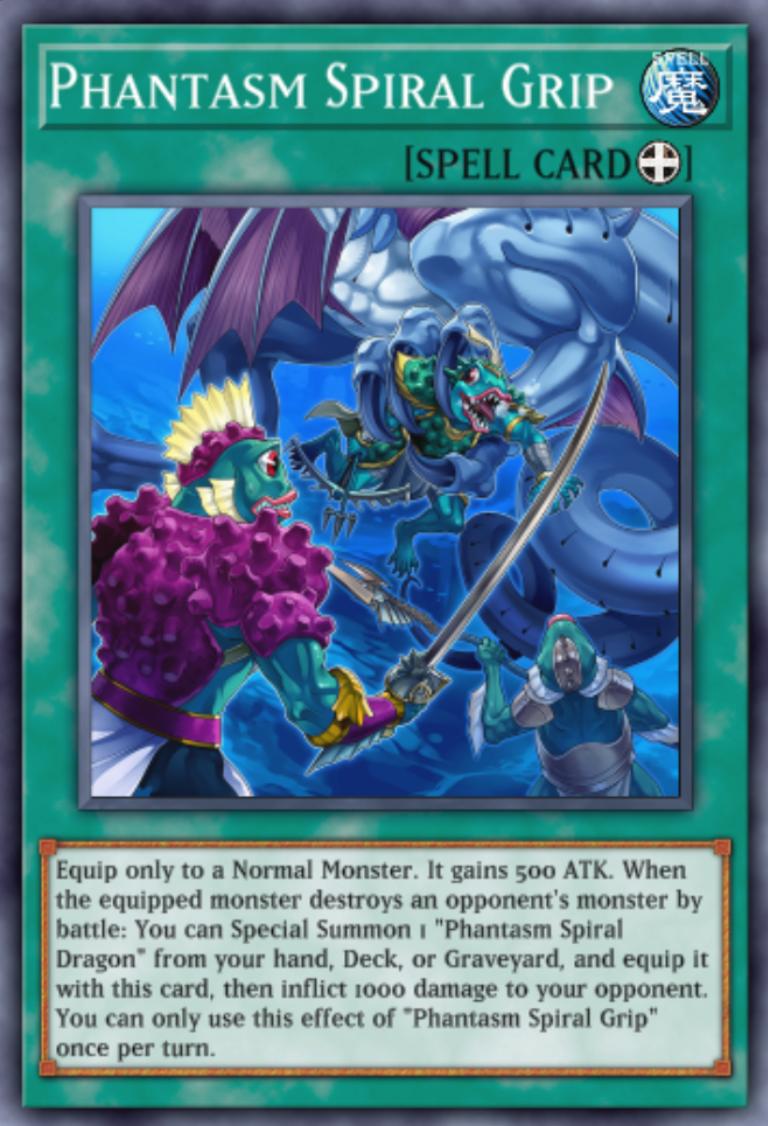 PHANTASM SPIRAL GRIP
SPELL
魔
[SPELL CARD]
Equip only to a Normal Monster. It gains 500 ATK. When
the equipped monster destroys an opponent's monster by
battle: You can Special Summon 1 "Phantasm Spiral
Dragon" from your hand, Deck, or Graveyard, and equip it
with this card, then inflict 1000 damage to your opponent.
You can only use this effect of "Phantasm Spiral Grip"
once per turn.